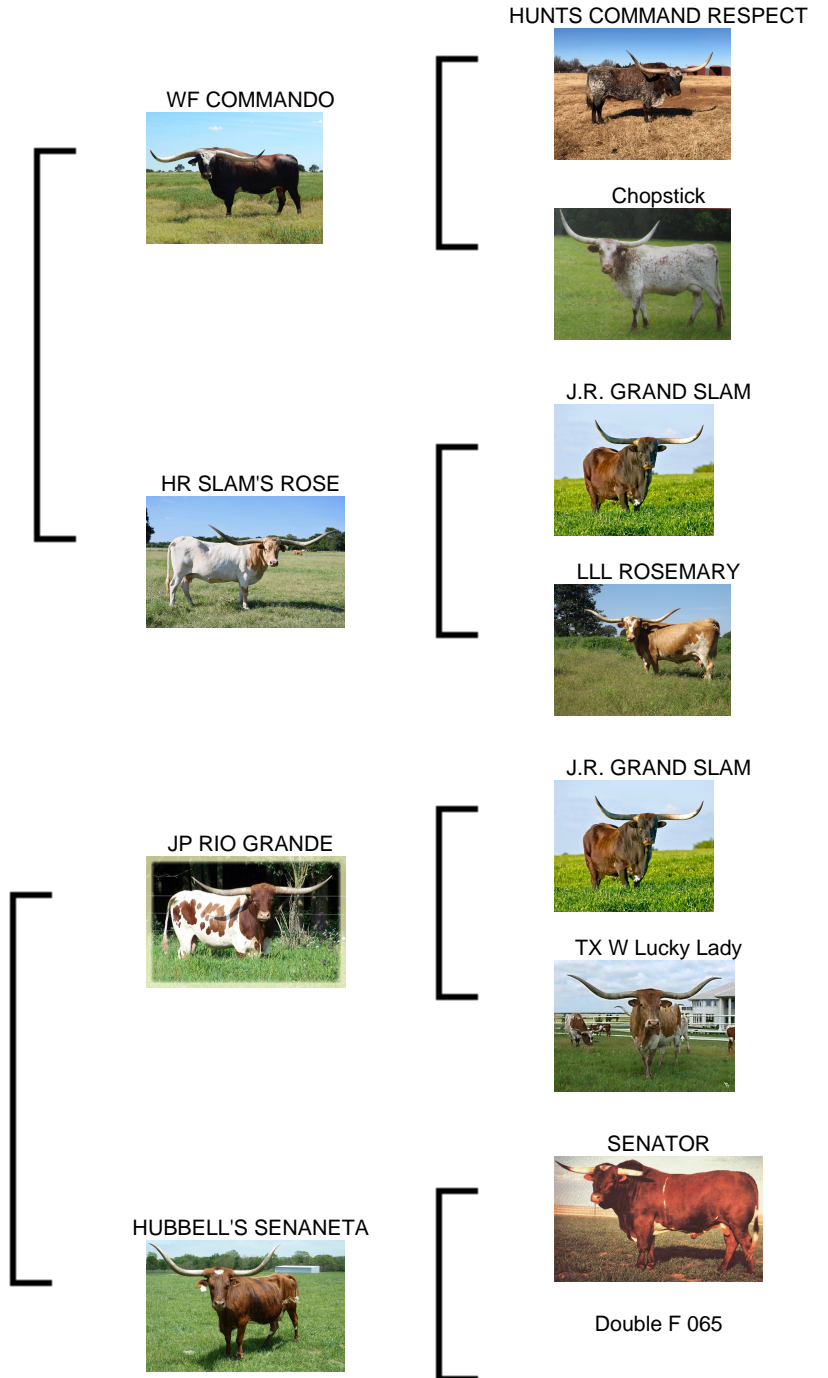 HUNTS COMMAND RESPECT
WF COMMANDO
Chopstick
J.R. GRAND SLAM
HR SLAM'S ROSE
LLL ROSEMARY
J.R. GRAND SLAM
JP RIO GRANDE
TX W Lucky Lady
SENATOR
HUBBELL'S SENANETA
Double F 065